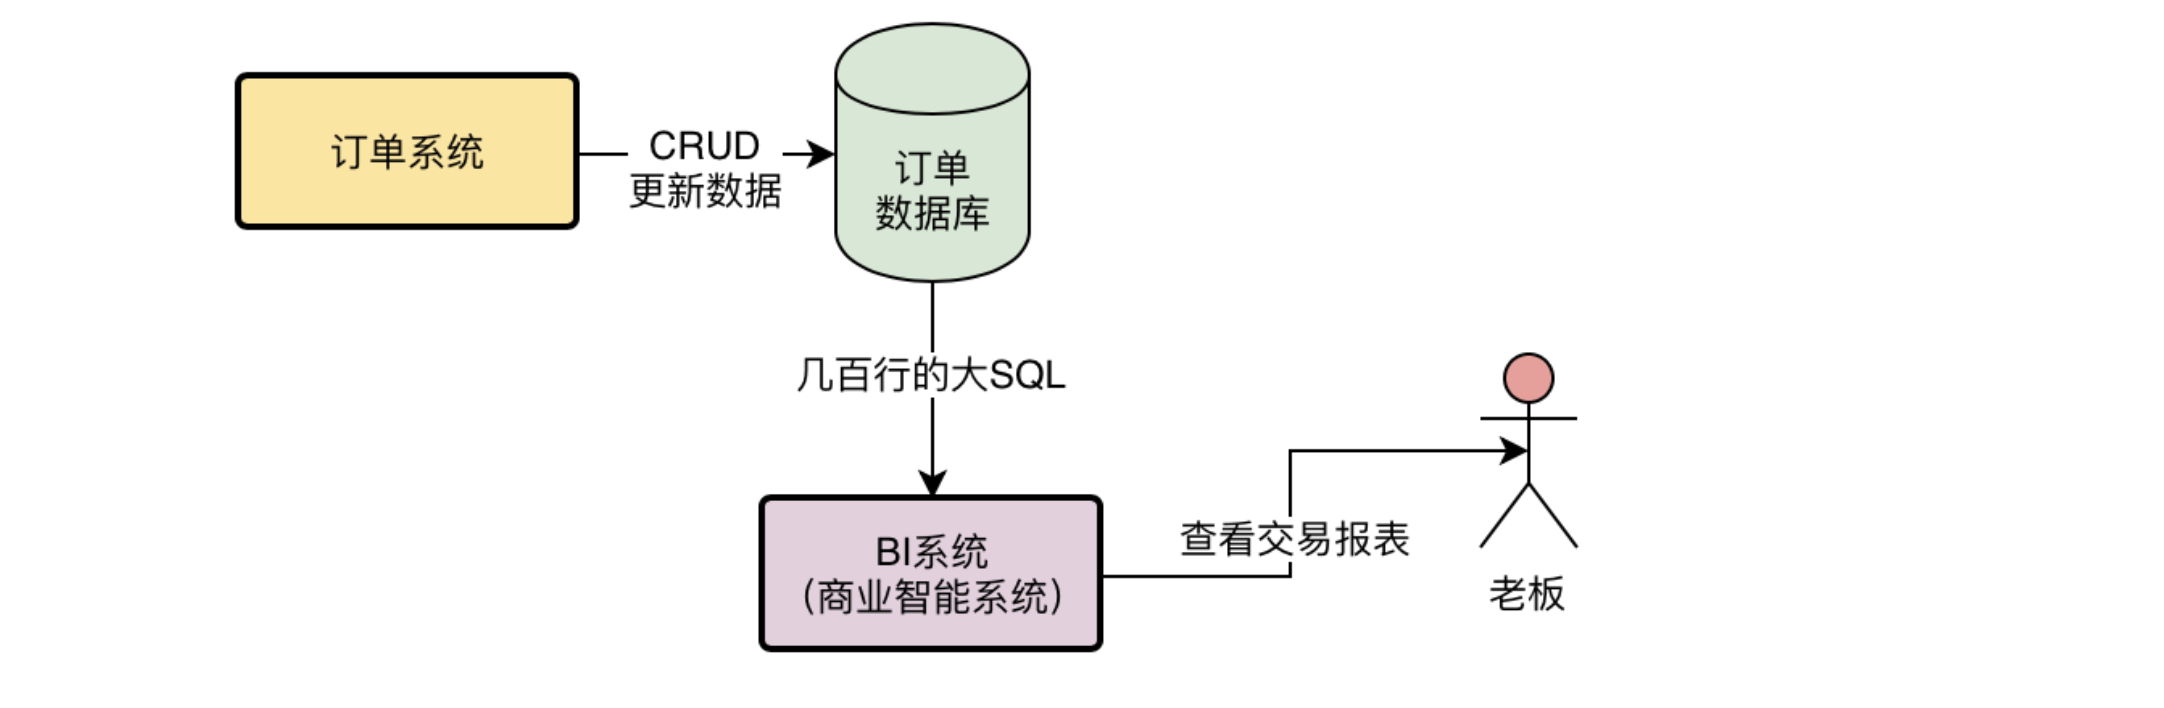 订单系统
CRUD
更新数据
订单
数据库
几百行的大SQL
BI系统
（商业智能系统）
查看交易报表
老板